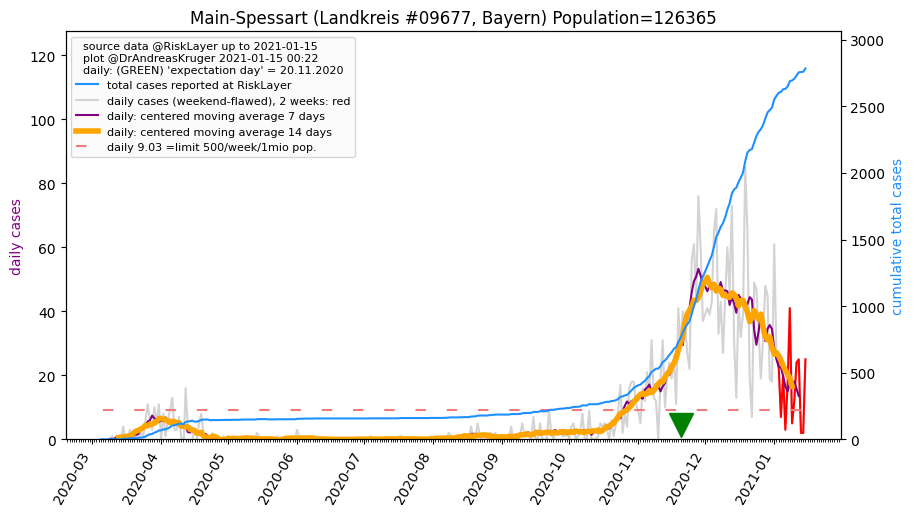 Main-Spessart (Landkreis #09677, Bayern) Population=126365
source data @RiskLayer up to 2021-01-15
plot @DrAndreasKruger 2021-01-15 00:22
daily: (GREEN) 'expectation day' = 20.11.2020
total cases reported at RiskLayer
daily cases (weekend-flawed), 2 weeks: red
daily: centered moving average 7 days
daily: centered moving average 14 days
daily 9.03 =limit 500/week/1mio pop.
daily cases
120
100
80
60
40
20
0
cumulative total cases
3000
2500
2000
1500
1000
500
0
2020-03
2020-04
2020-05
2020-06
2020-07
2020-08
2020-09
2020-10
2020-11
2020-12
2021-01